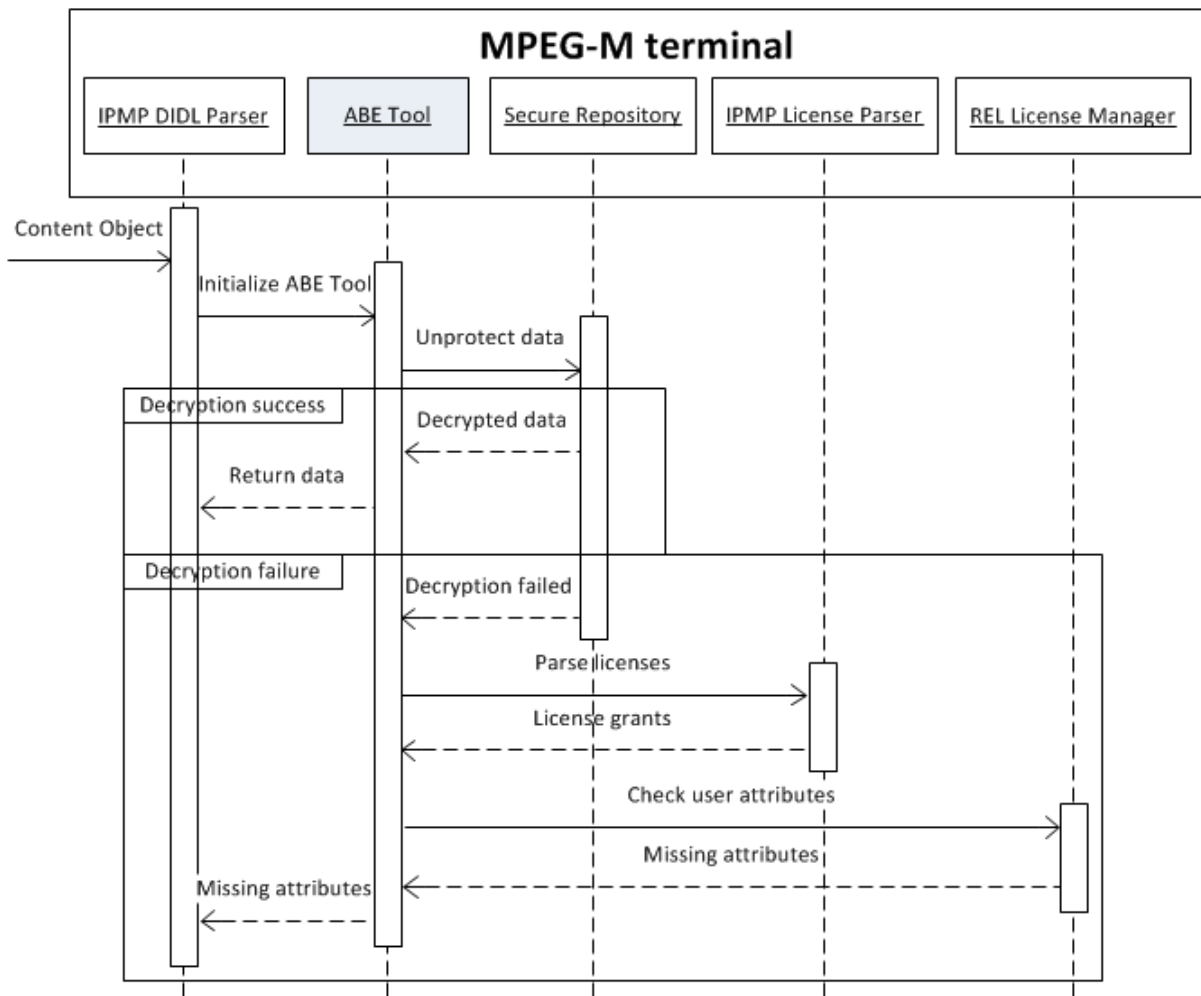 MPEG-M terminal
IPMP DIDL Parser
ABE Tool
Secure Repository
IPMP License Parser
REL License Manager
Content Object
Initialize ABE Tool
Unprotect data
Decryption success
Decrypted data
Return data
Decryption failure
Decryption failed
Parse licenses
License grants
Check user attributes
Missing attributes
Missing attributes